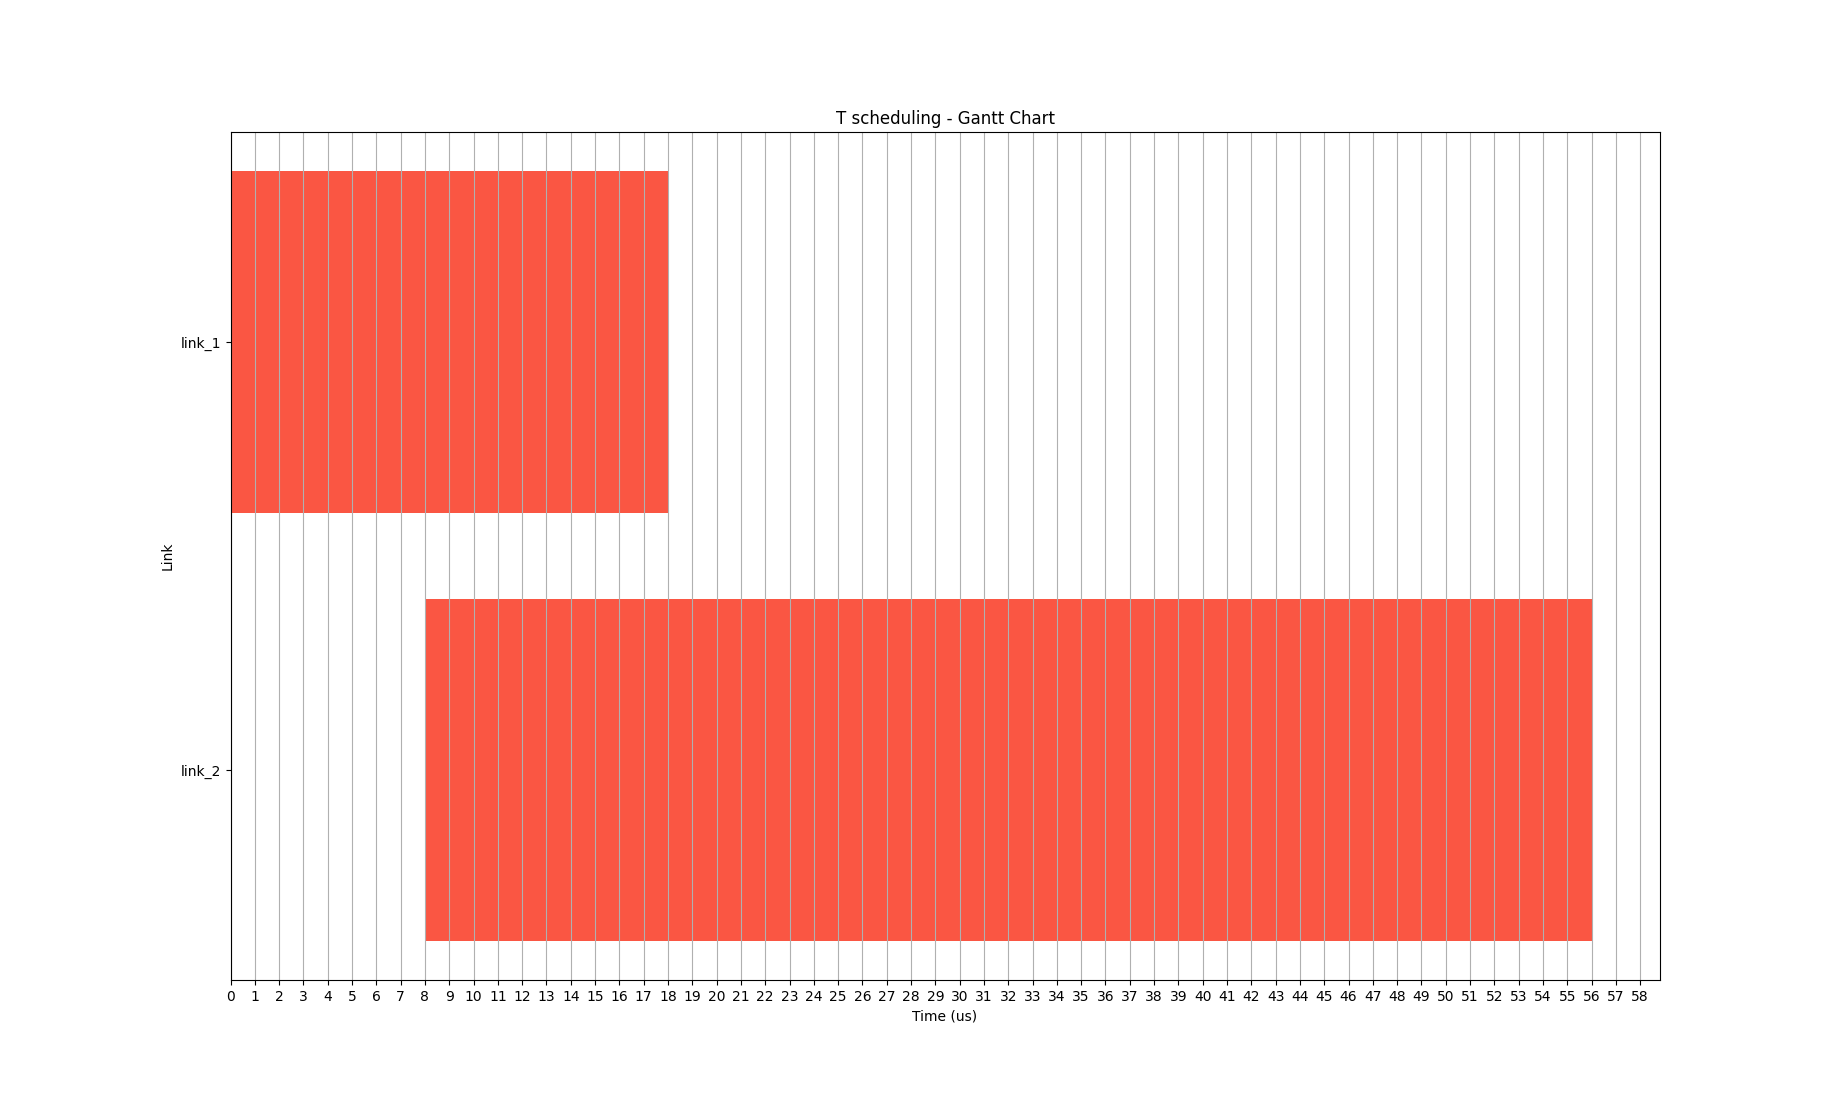 T scheduling - Gantt Chart
link_1
Link
link_2
0 1 2 3 4 5 6 7 8 9 10 11 12 13 14 15 16 17 18 19 20 21 22 23 24 25 26 27 28 29 30 31 32 33 34 35 36 37 38 39 40 41 42 43 44 45 46 47 48 49 50 51 52 53 54 55 56 57 58
Time (us)